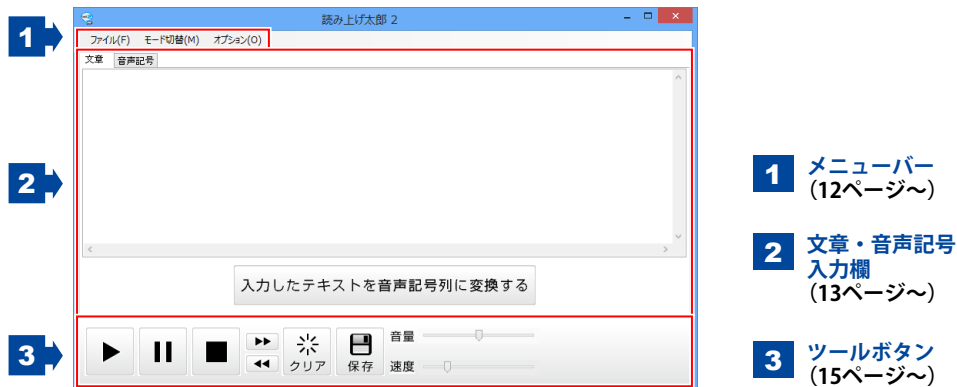 読み上げ太郎 2
1
ファイル(F) モード切替(M) オプション(O)
文章 音声記号
2
入力したテキストを音声記号列に変換する
3
クリア 保存
音量
速度
1 メニューバー
(12ページ〜)
2 文章・音声記号
入力欄
(13ページ〜)
3 ツールボタン
(15ページ〜)